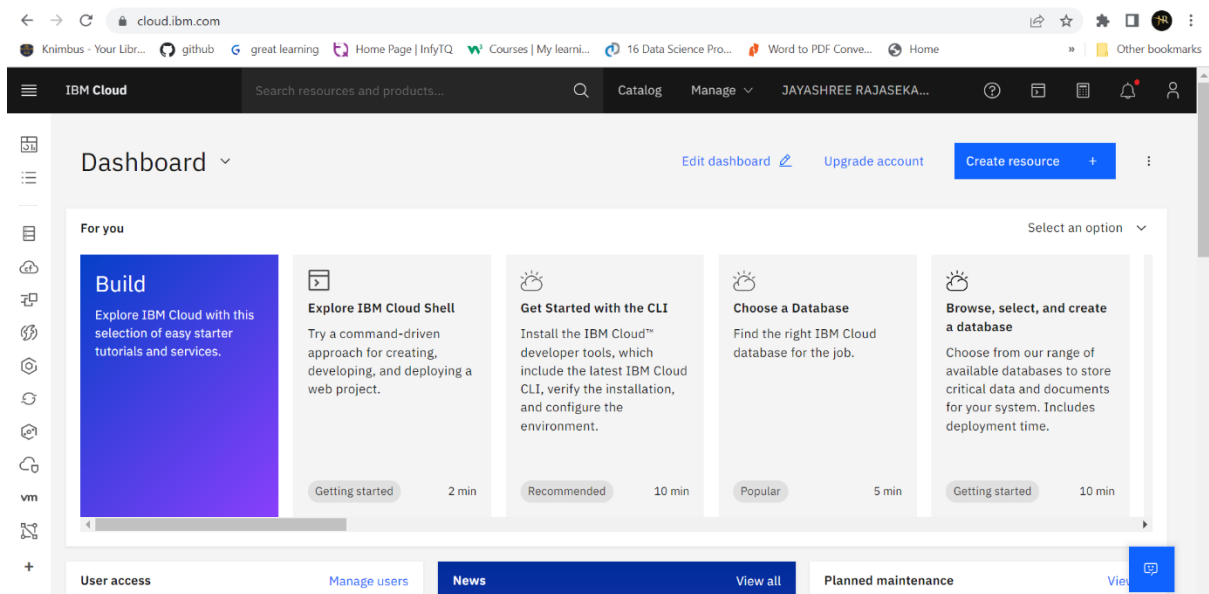 cloud.ibm.com
HR
Knimbus - Your Libr... github great learning Home Page | InfyTQ Courses | My learni... 16 Data Science Pro... Word to PDF Conve... Home » Other bookmarks
IBM Cloud Search resources and products... Catalog Manage JAYASHREE RAJASEKA...
Dashboard Edit dashboard Upgrade account Create resource +
For you Select an option
Build
Explore IBM Cloud with this
selection of easy starter
tutorials and services.
Explore IBM Cloud Shell
Try a command-driven
approach for creating,
developing, and deploying a
web project.
Getting started 2 min
Get Started with the CLI
Install the IBM Cloud™
developer tools, which
include the latest IBM Cloud
CLI, verify the installation,
and configure the
environment.
Recommended 10 min
Choose a Database
Find the right IBM Cloud
database for the job.
Popular 5 min
Browse, select, and create
a database
Choose from our range of
available databases to store
critical data and documents
for your system. Includes
deployment time.
Getting started 10 min
vm
User access Manage users
News View all
Planned maintenance